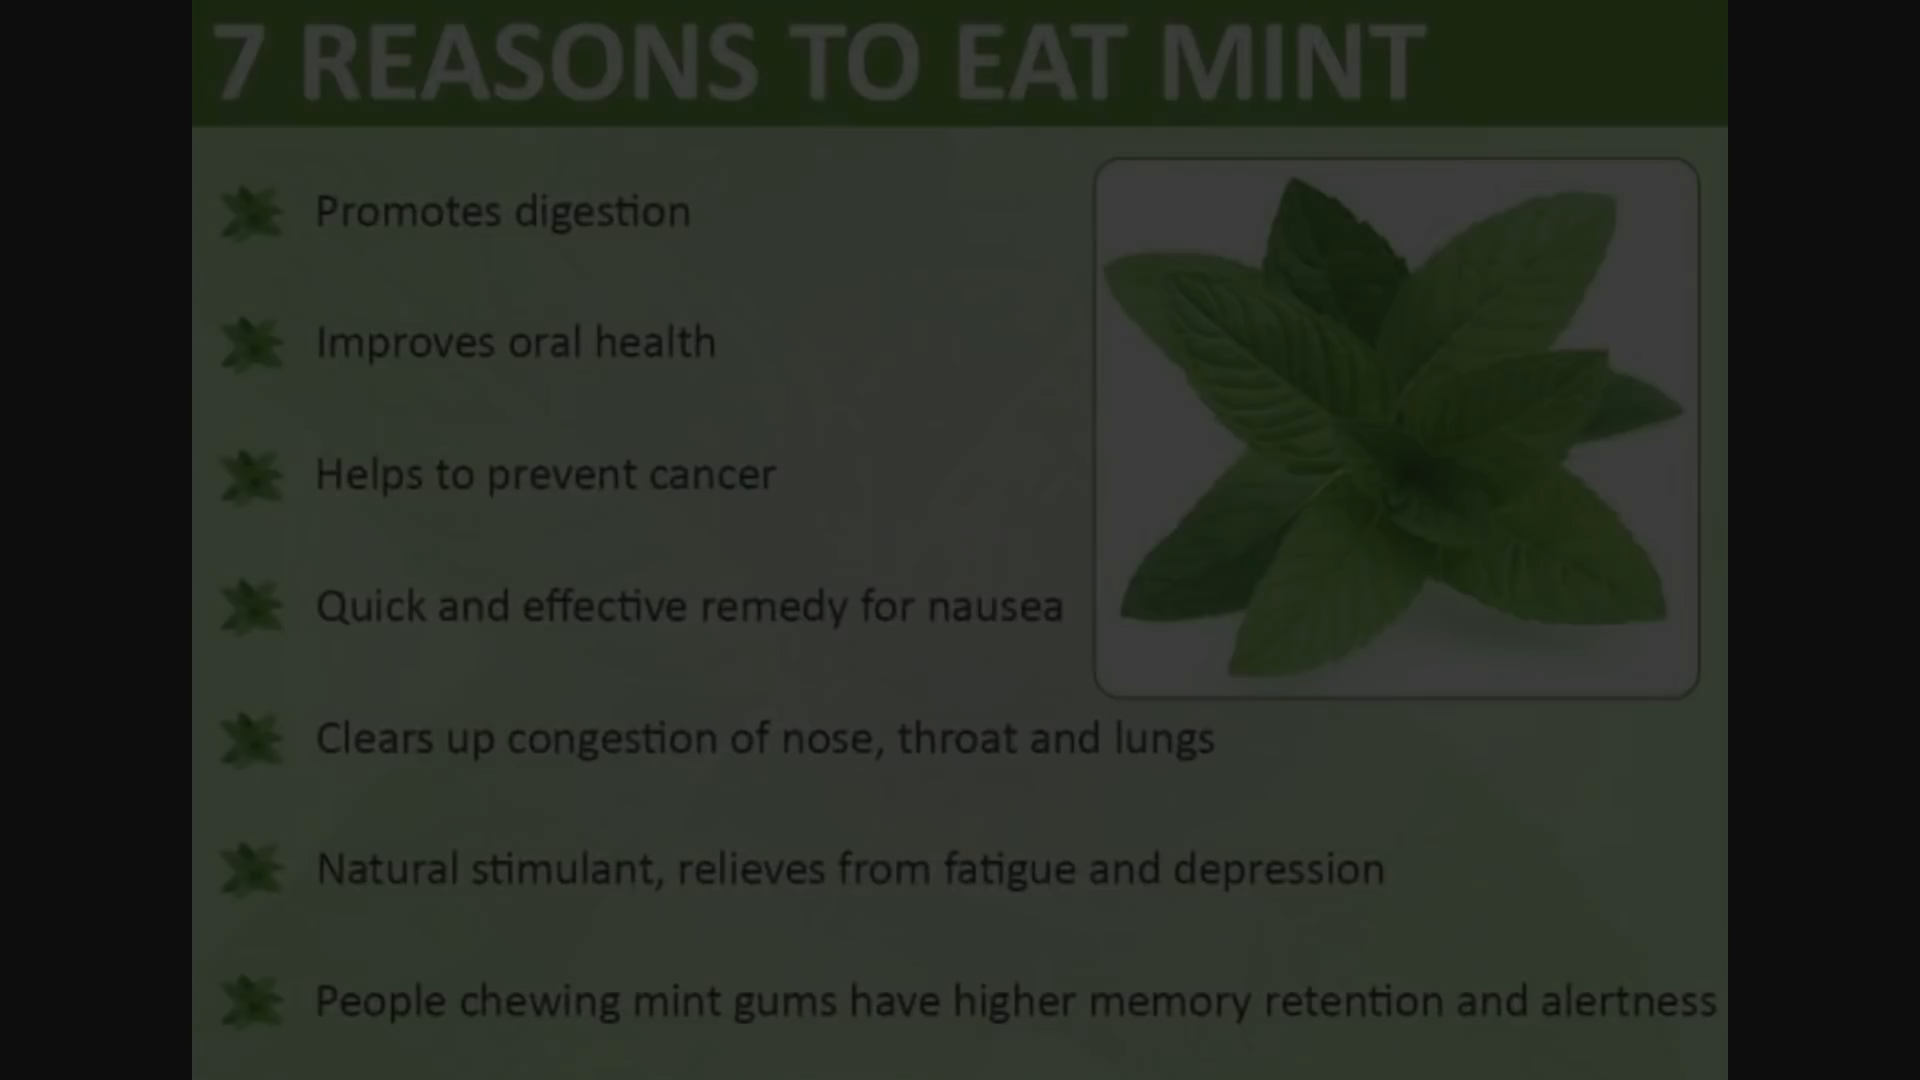 7 REASONS TO EAT MINT
Promotes digestion
Improves oral health
Helps to prevent cancer
Quick and effective remedy for nausea
Clears up congestion of nose, throat and lungs
Natural stimulant, relieves from fatigue and depression
People chewing mint gums have higher memory retention and alertness